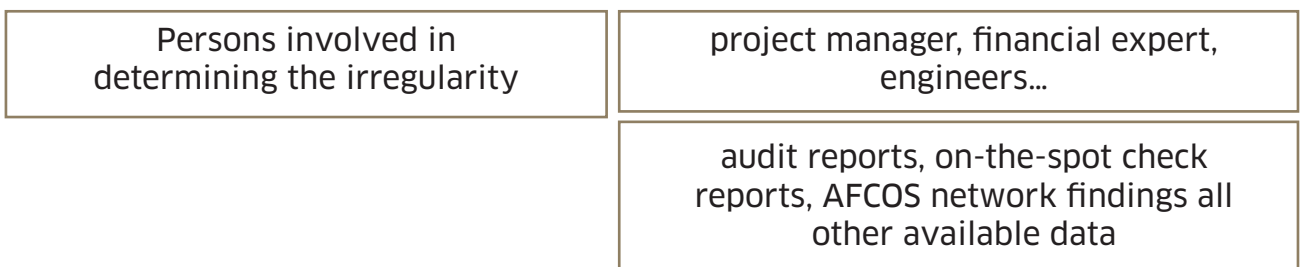 Persons involved in
determining the irregularity
project manager, financial expert,
engineers…
audit reports, on-the-spot check
reports, AFCOS network findings all
other available data